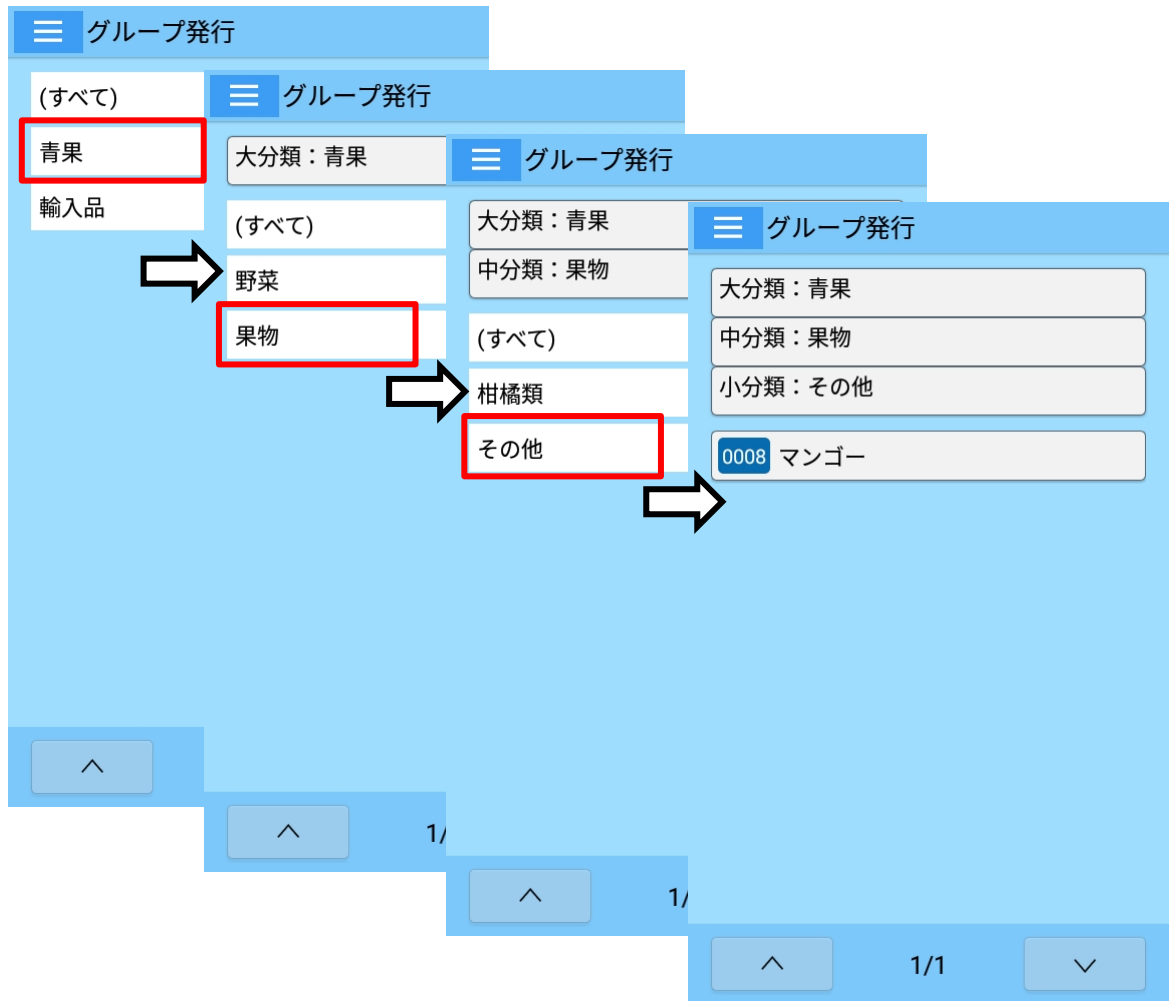 グループ発行
(すべて)
青果
輸入品
グループ発行
大分類：青果
(すべて)
野菜
果物
1/
グループ発行
大分類：青果
中分類：果物
(すべて)
柑橘類
その他
1/
グループ発行
大分類：青果
中分類：果物
小分類：その他
0008 マンゴー
1/1